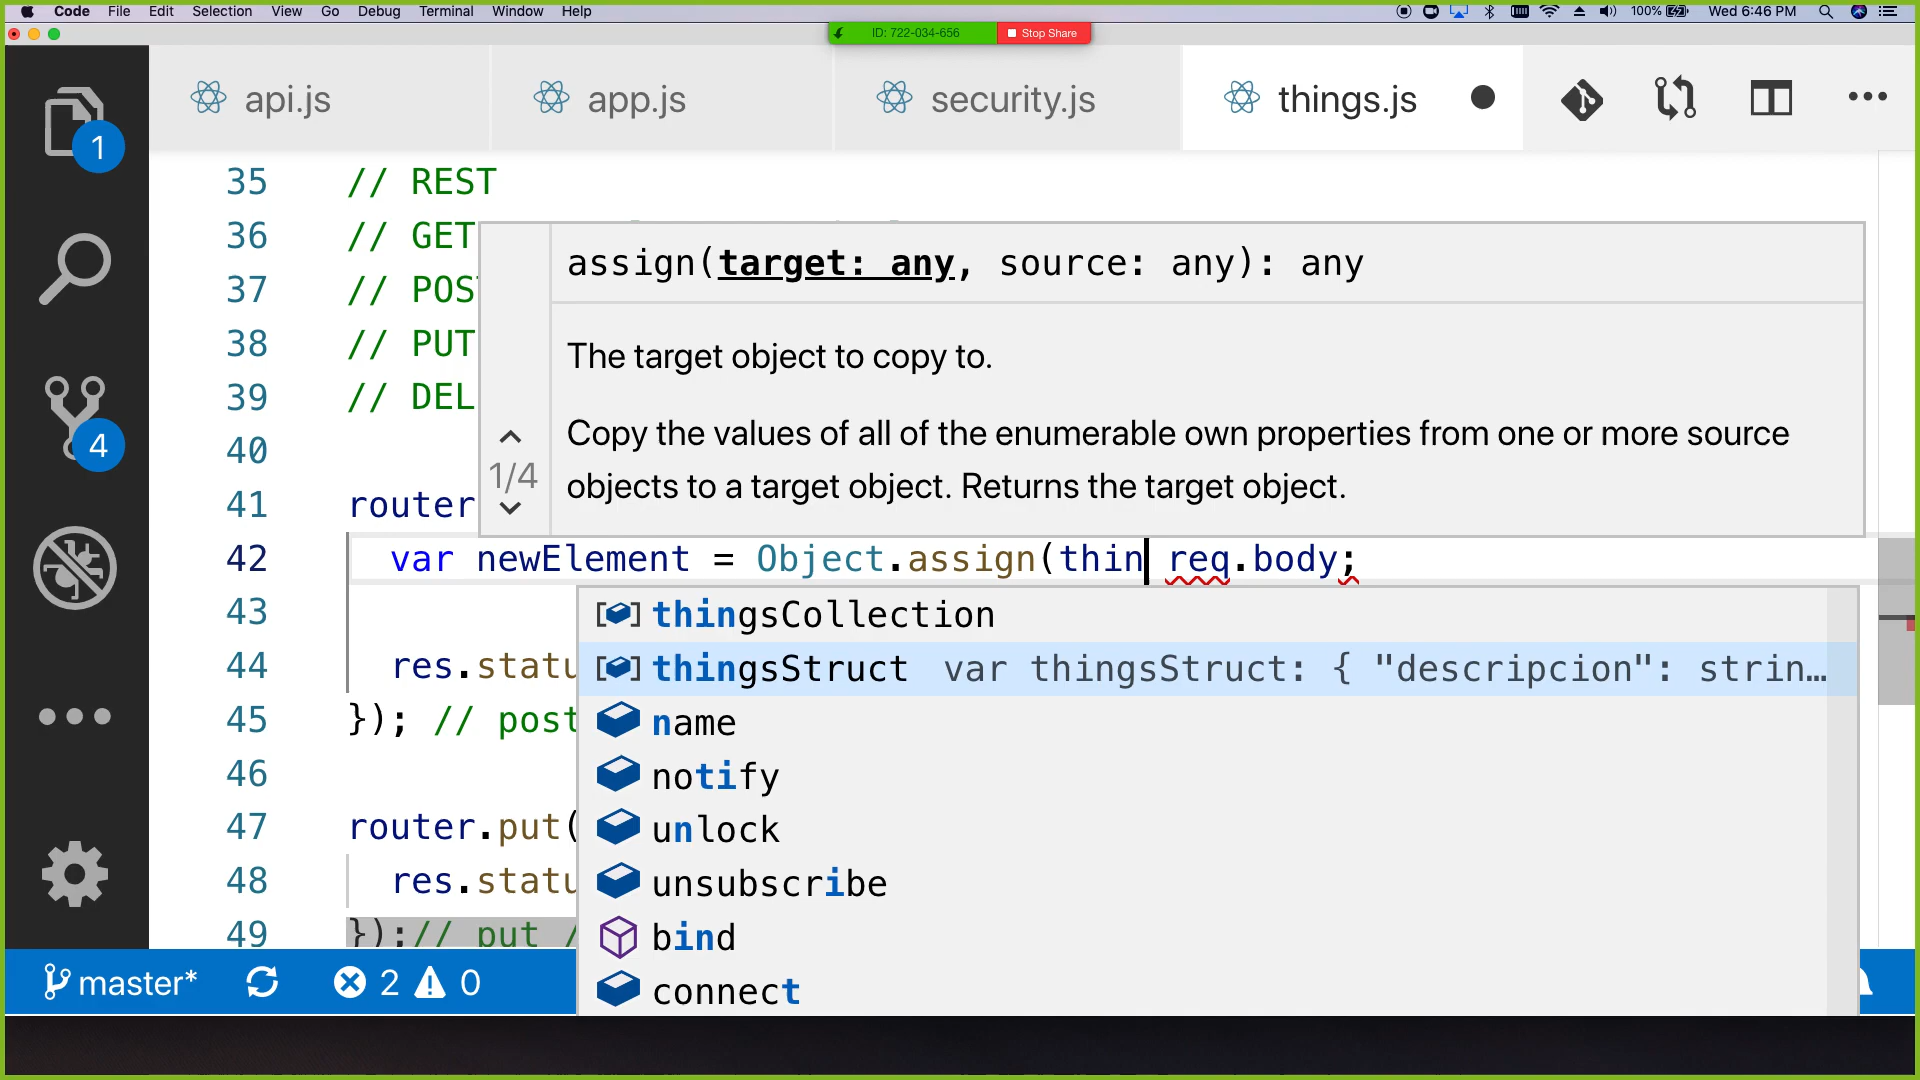 Code File Edit Selection View Go Debug Terminal Window Help 100% Wed 6:46 PM
ID: 722-034-656 Stop Share
api.js app.js security.js things.js
1
35 // REST
36 // GET
37 // POS
38 // PUT
39 // DEL
40
assign(target: any, source: any): any
The target object to copy to.
Copy the values of all of the enumerable own properties from one or more source
objects to a target object. Returns the target object.
1/4
4
41 router
42 var newElement = Object.assign(thin req.body;
43
44 res.statu
45 }); // post
46
47 router.put(
48 res.statu
49 });// put /
thingsCollection
thingsStruct var thingsStruct: { "descripcion": strin…
name
notify
unlock
unsubscribe
bind
connect
master* 2 0